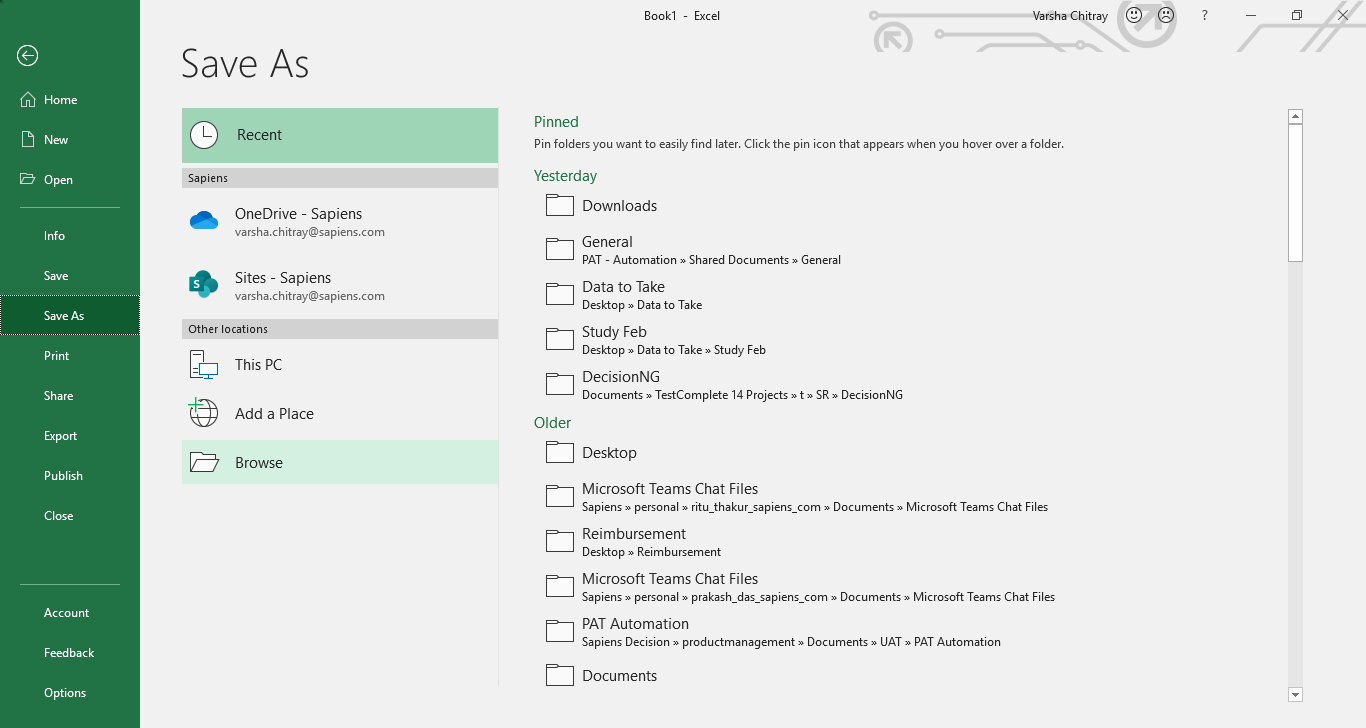 Book1 - Excel
Varsha Chitray
?
Save As
Home
New
Open
Info
Save
Save As
Print
Share
Export
Publish
Close
Account
Feedback
Options
Recent
Sapiens
OneDrive - Sapiens
varsha.chitray@sapiens.com
S
Sites - Sapiens
varsha.chitray@sapiens.com
Other locations
This PC
Add a Place
Browse
Pinned
Pin folders you want to easily find later. Click the pin icon that appears when you hover over a folder.
Yesterday
Downloads
General
PAT - Automation » Shared Documents » General
Data to Take
Desktop » Data to Take
Study Feb
Desktop » Data to Take » Study Feb
DecisionNG
Documents » TestComplete 14 Projects » t » SR » DecisionNG
Older
Desktop
Microsoft Teams Chat Files
Sapiens » personal » ritu_thakur_sapiens_com » Documents » Microsoft Teams Chat Files
Reimbursement
Desktop » Reimbursement
Microsoft Teams Chat Files
Sapiens » personal » prakash_das_sapiens_com » Documents » Microsoft Teams Chat Files
PAT Automation
Sapiens Decision » productmanagement » Documents » UAT » PAT Automation
Documents